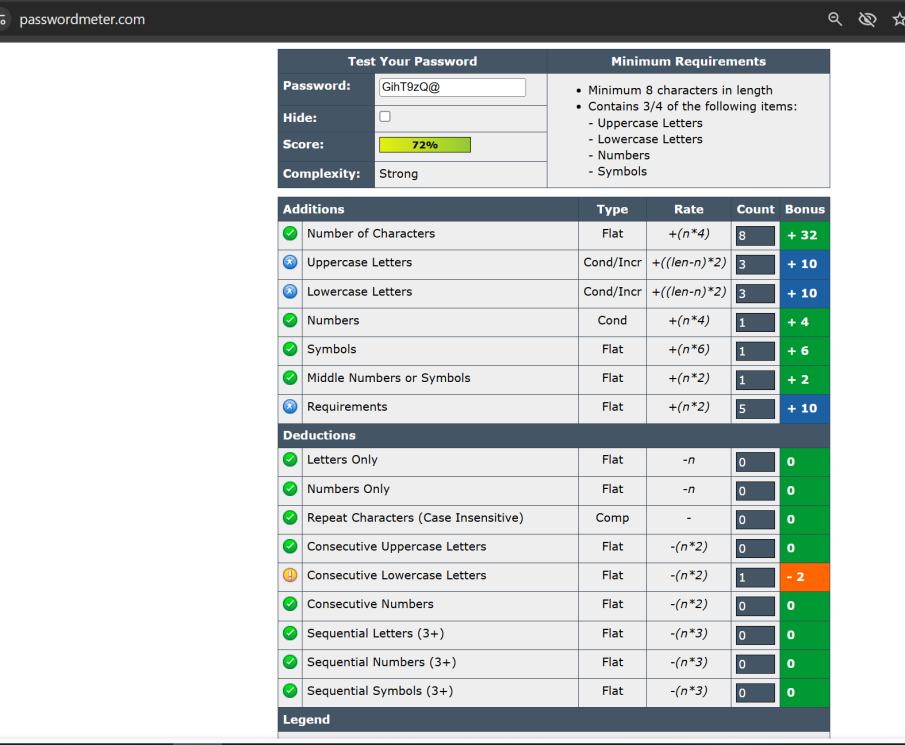 passwordmeter.com
Test Your Password Minimum Requirements
Password: GihT9zQ@
Hide:
Score: 72%
Complexity: Strong
• Minimum 8 characters in length
• Contains 3/4 of the following items:
- Uppercase Letters
- Lowercase Letters
- Numbers
- Symbols
Additions Type Rate Count Bonus
Number of Characters Flat +(n*4) 8 + 32
Uppercase Letters Cond/Incr +((len-n)*2) 3 + 10
Lowercase Letters Cond/Incr +((len-n)*2) 3 + 10
Numbers Cond +(n*4) 1 + 4
Symbols Flat +(n*6) 1 + 6
Middle Numbers or Symbols Flat +(n*2) 1 + 2
Requirements Flat +(n*2) 5 + 10
Deductions
Letters Only Flat -n 0 0
Numbers Only Flat -n 0 0
Repeat Characters (Case Insensitive) Comp - 0 0
Consecutive Uppercase Letters Flat -(n*2) 0 0
Consecutive Lowercase Letters Flat -(n*2) 1 - 2
Consecutive Numbers Flat -(n*2) 0 0
Sequential Letters (3+) Flat -(n*3) 0 0
Sequential Numbers (3+) Flat -(n*3) 0 0
Sequential Symbols (3+) Flat -(n*3) 0 0
Legend